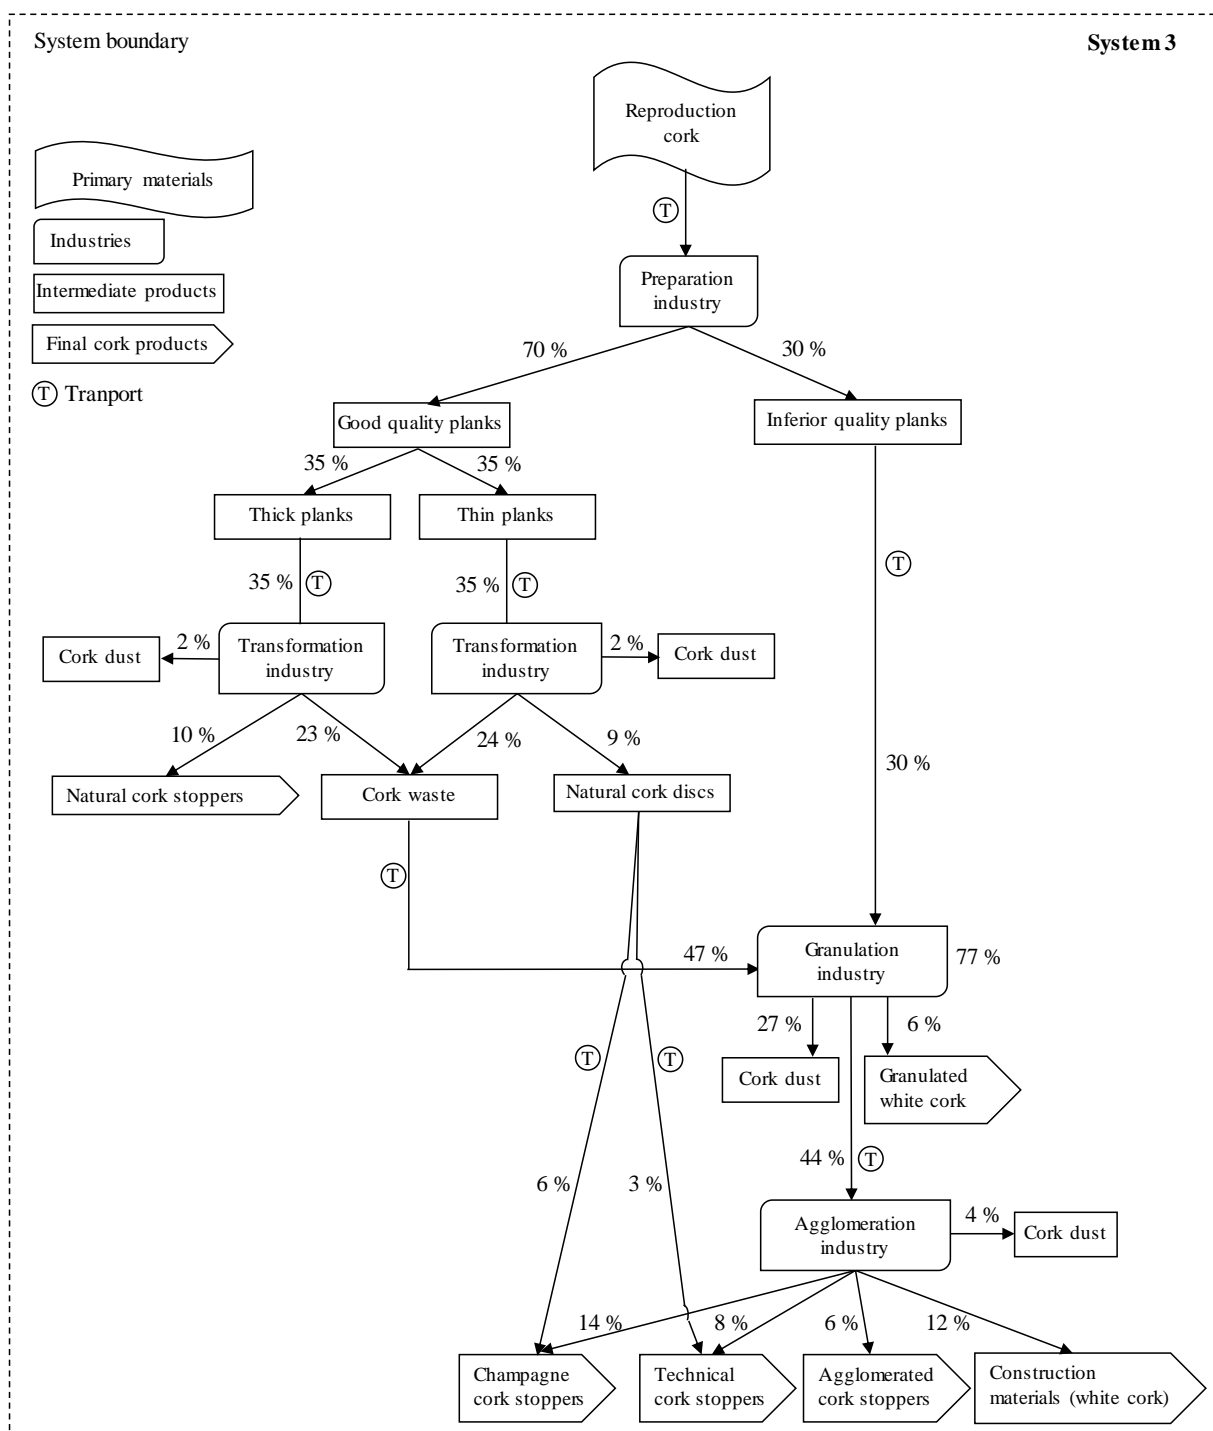 System boundary
System 3
Reproduction
cork
Primary materials
Industries
Intermediate products
Final cork products
T Tranport
T
Preparation
industry
70 %
30 %
Good quality planks
Inferior quality planks
35 %
35 %
Thick planks
Thin planks
T
35 % T
35 % T
Cork dust
2 %
Transformation
industry
Transformation
industry
2 %
Cork dust
10 %
23 %
24 %
9 %
30 %
Natural cork stoppers
Cork waste
Natural cork discs
T
47 %
Granulation
industry
77 %
27 %
6 %
T
T
Cork dust
Granulated
white cork
44 % T
6 %
3 %
Agglomeration
industry
4 %
Cork dust
14 %
8 %
6 %
12 %
Champagne
cork stoppers
Technical
cork stoppers
Agglomerated
cork stoppers
Construction
materials (white cork)